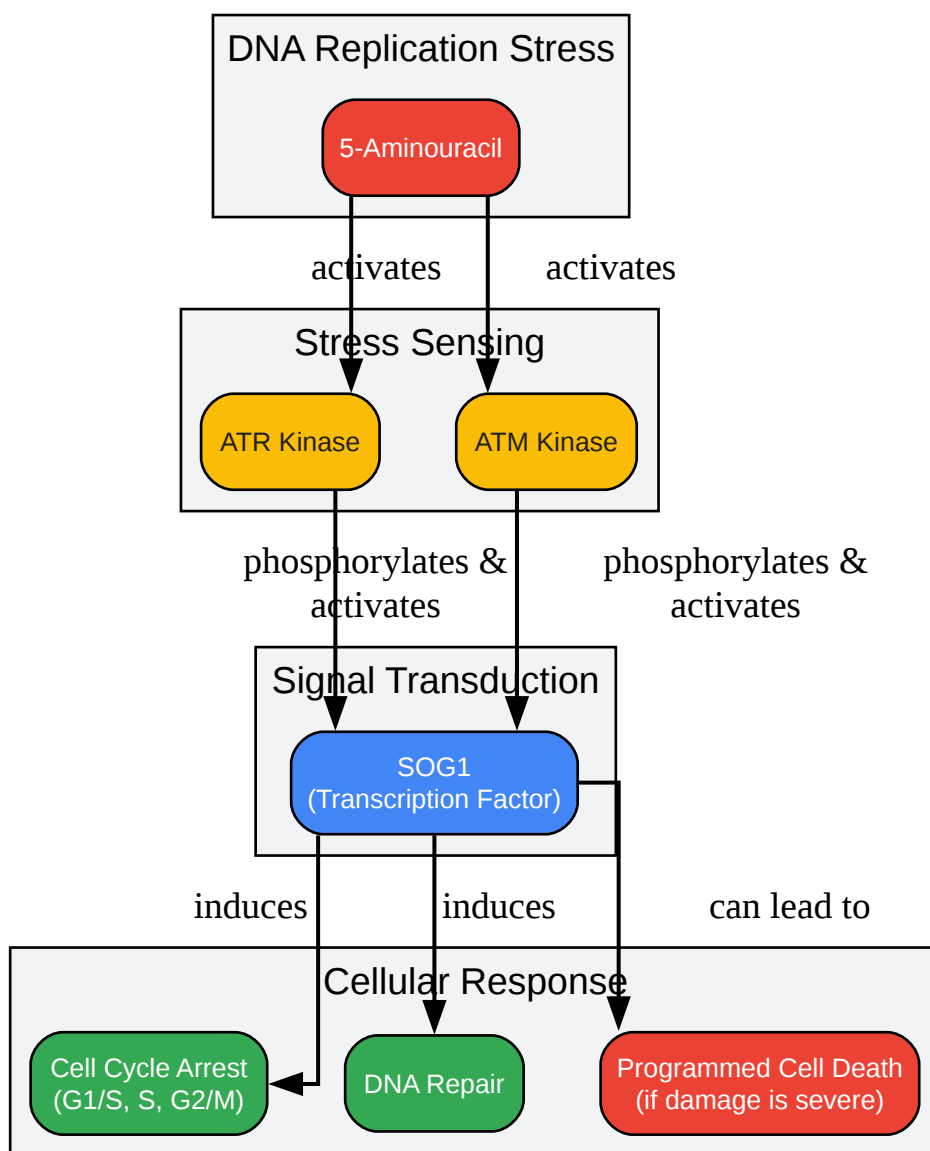 DNA Replication Stress
5-Aminouracil
activates
activates
Stress Sensing
ATR Kinase
ATM Kinase
phosphorylates &
activates
phosphorylates &
activates
Signal Transduction
SOG1
(Transcription Factor)
induces
induces
can lead to
Cellular Response
Cell Cycle Arrest
(G1/S, S, G2/M)
DNA Repair
Programmed Cell Death
(if damage is severe)